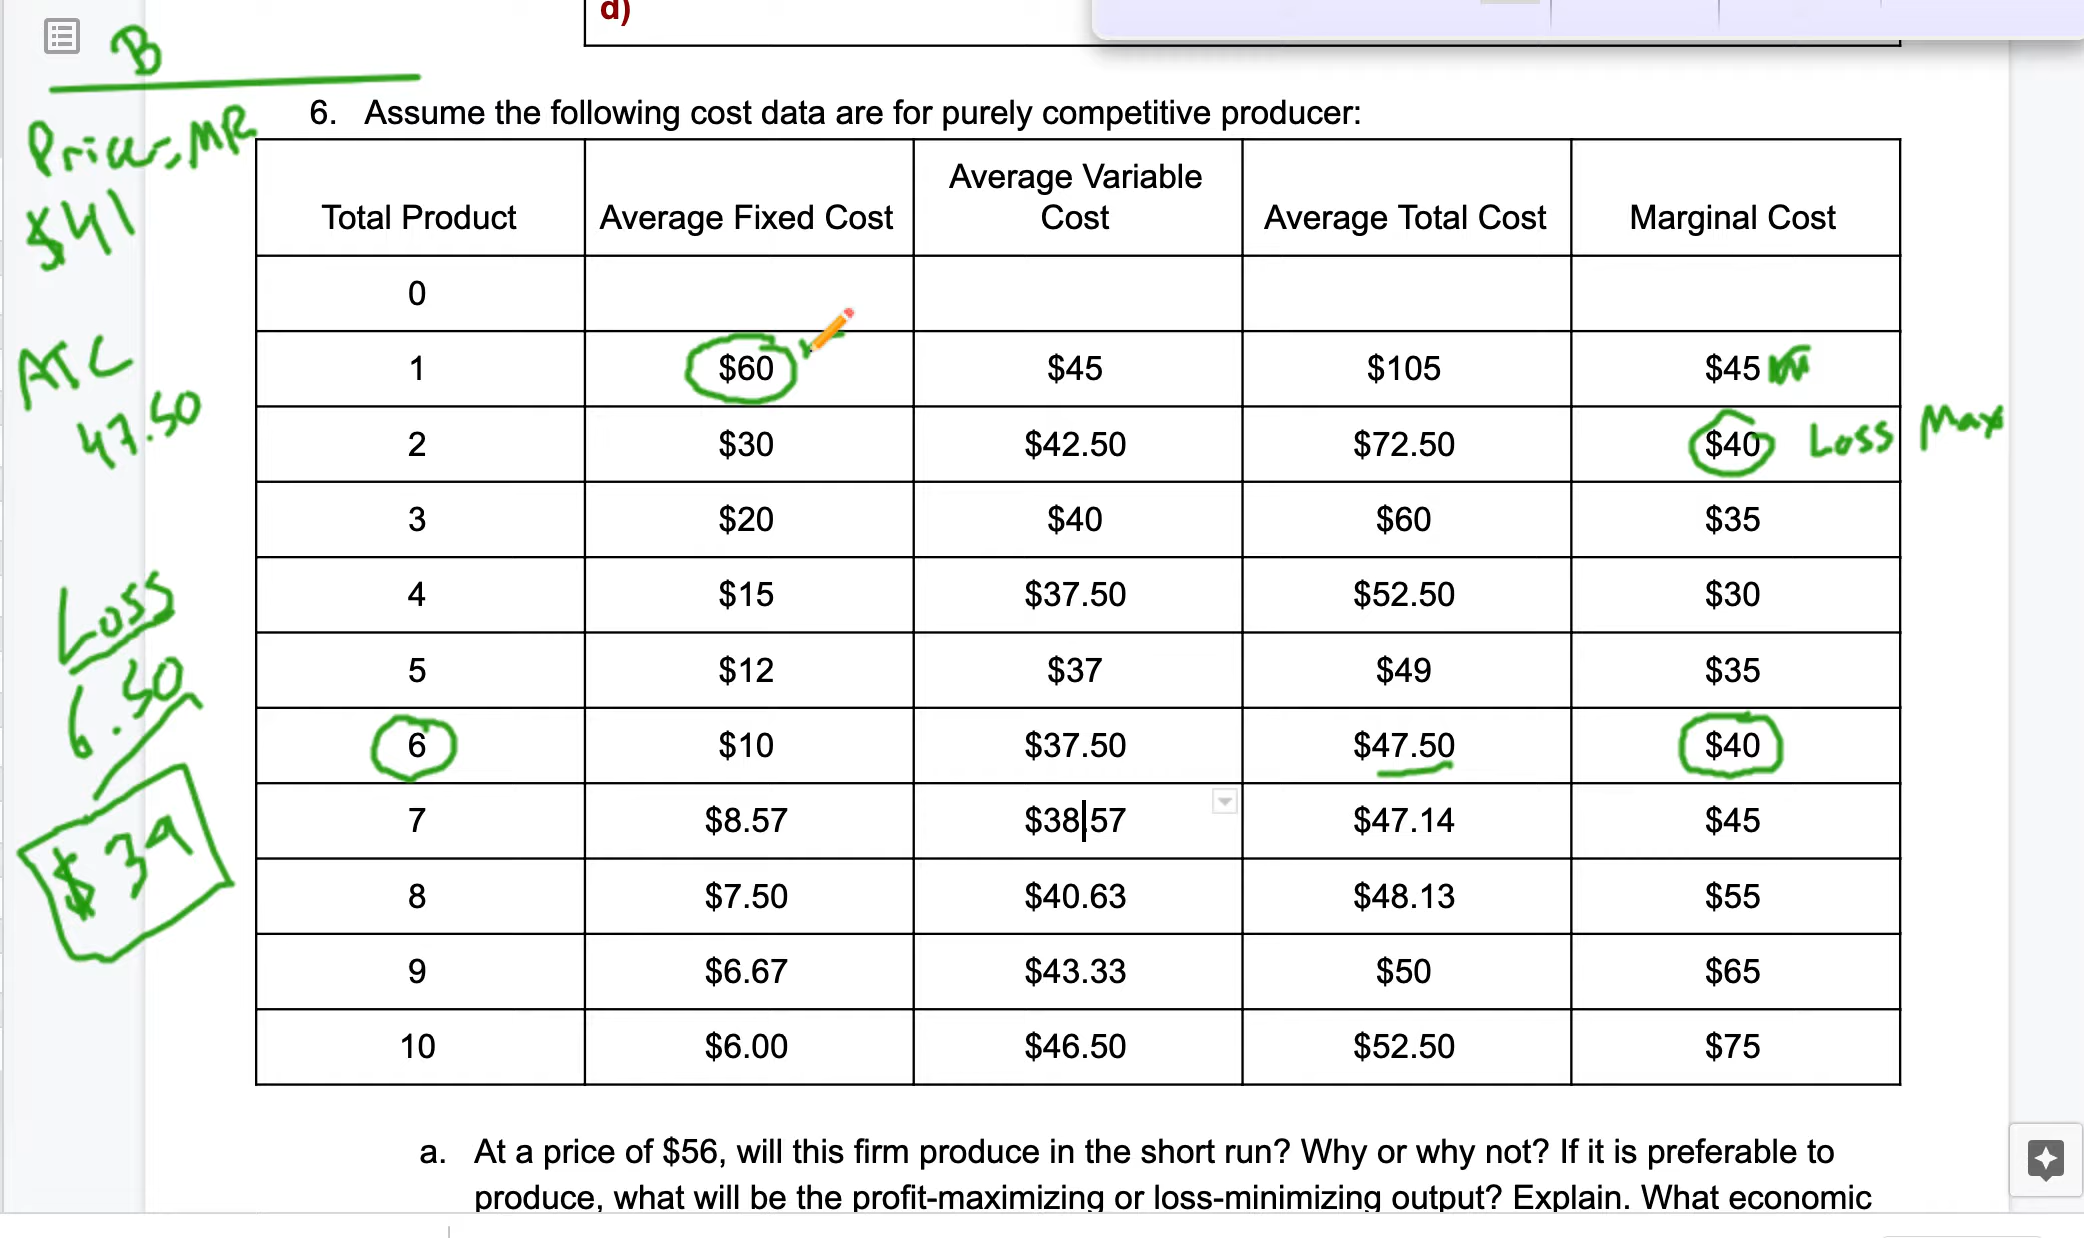 d)
B
6. Assume the following cost data are for purely competitive producer:
Price, MR
$41
Total Product	Average Fixed Cost	Average Variable Cost	Average Total Cost	Marginal Cost
0
1	$60	$45	$105	$45
2	$30	$42.50	$72.50	$40	Loss Max
3	$20	$40	$60	$35
4	$15	$37.50	$52.50	$30
5	$12	$37	$49	$35
6	$10	$37.50	$47.50	$40
7	$8.57	$38.57	$47.14	$45
8	$7.50	$40.63	$48.13	$55
9	$6.67	$43.33	$50	$65
10	$6.00	$46.50	$52.50	$75
ATC
47.50
Loss
6.50
$39
a. At a price of $56, will this firm produce in the short run? Why or why not? If it is preferable to
produce, what will be the profit-maximizing or loss-minimizing output? Explain. What economic